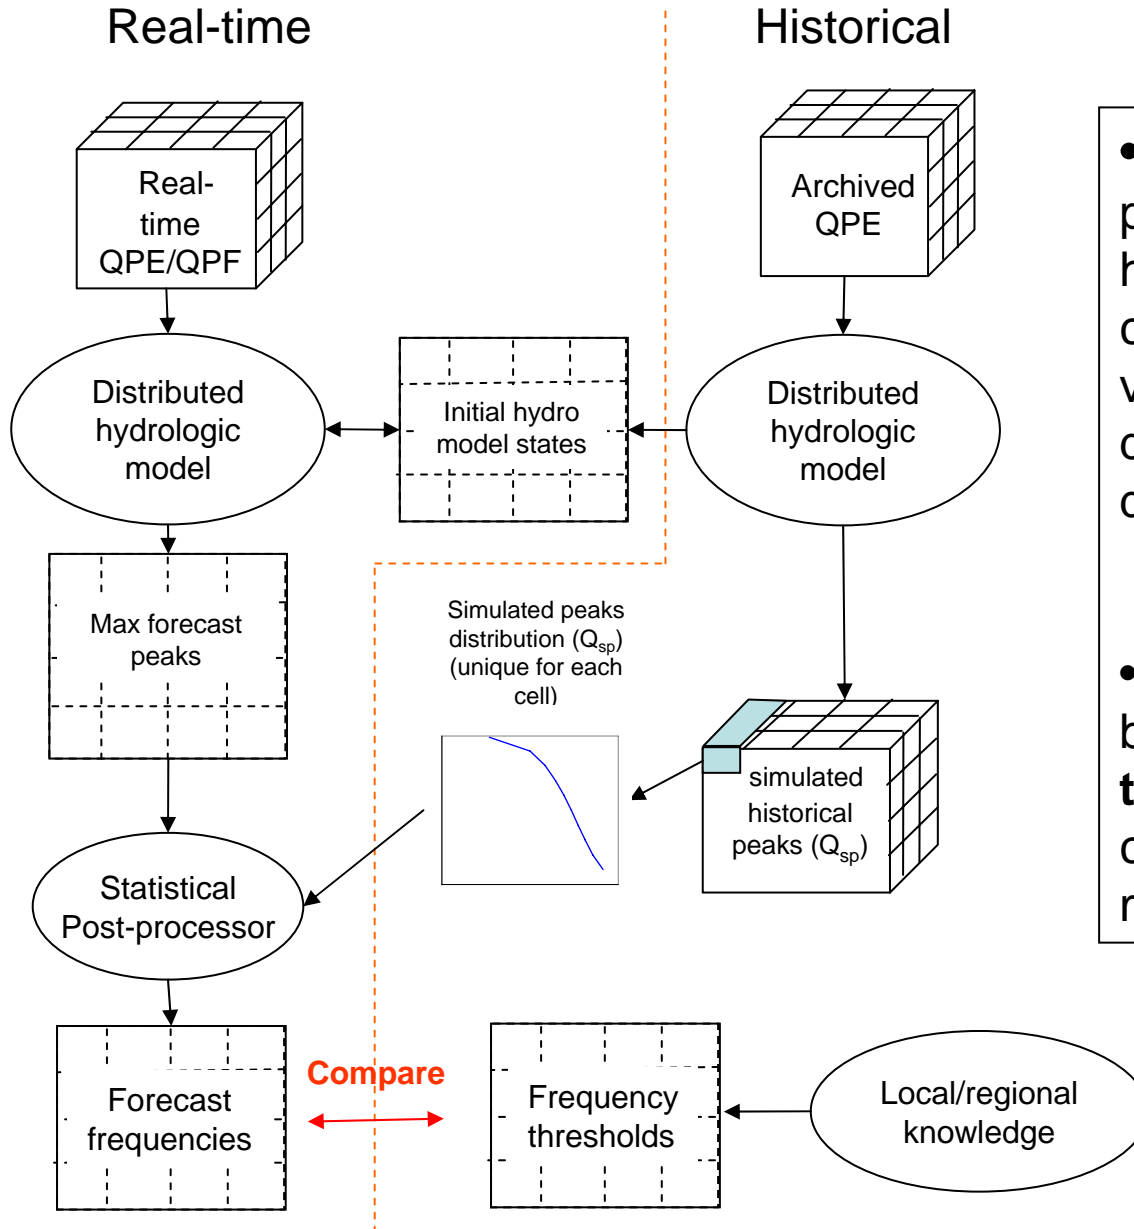 Real-time
Historical
Real-
time
QPE/QPF
Archived
QPE
Distributed
hydrologic
model
Initial hydro
model states
Distributed
hydrologic
model
Max forecast
peaks
Simulated peaks
distribution (Qsp)
(unique for each
cell)
simulated
historical
peaks (Qsp)
Statistical
Post-processor
Forecast
frequencies
Compare
Frequency
thresholds
Local/regional
knowledge
•
•